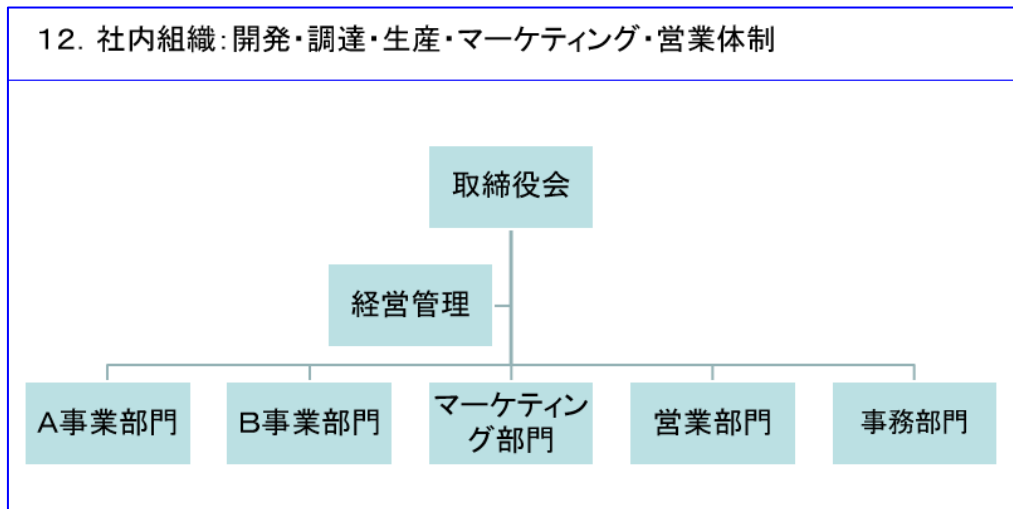 １２．社内組織：開発・調達・生産・マーケティング・営業体制
取締役会
経営管理
A事業部門
B事業部門
マーケティン
グ部門
営業部門
事務部門